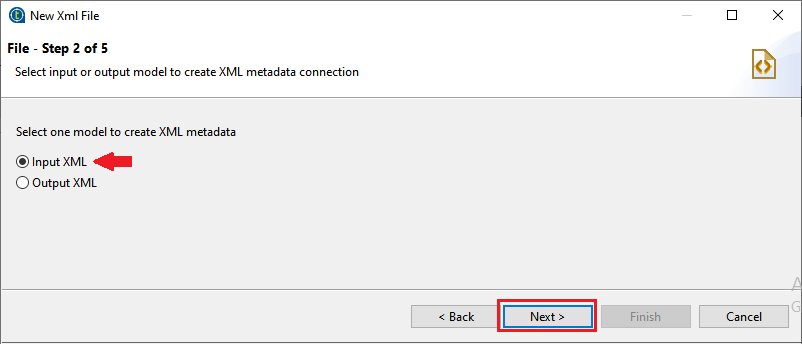 New Xml File
File - Step 2 of 5
Select input or output model to create XML metadata connection
Select one model to create XML metadata
Input XML
Output XML
< Back
Next >
Finish
Cancel